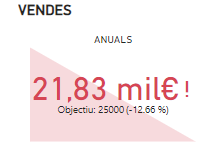 VENDES
ANUALS
21,83 mil€ !
Objectiu: 25000 (-12.66 %)